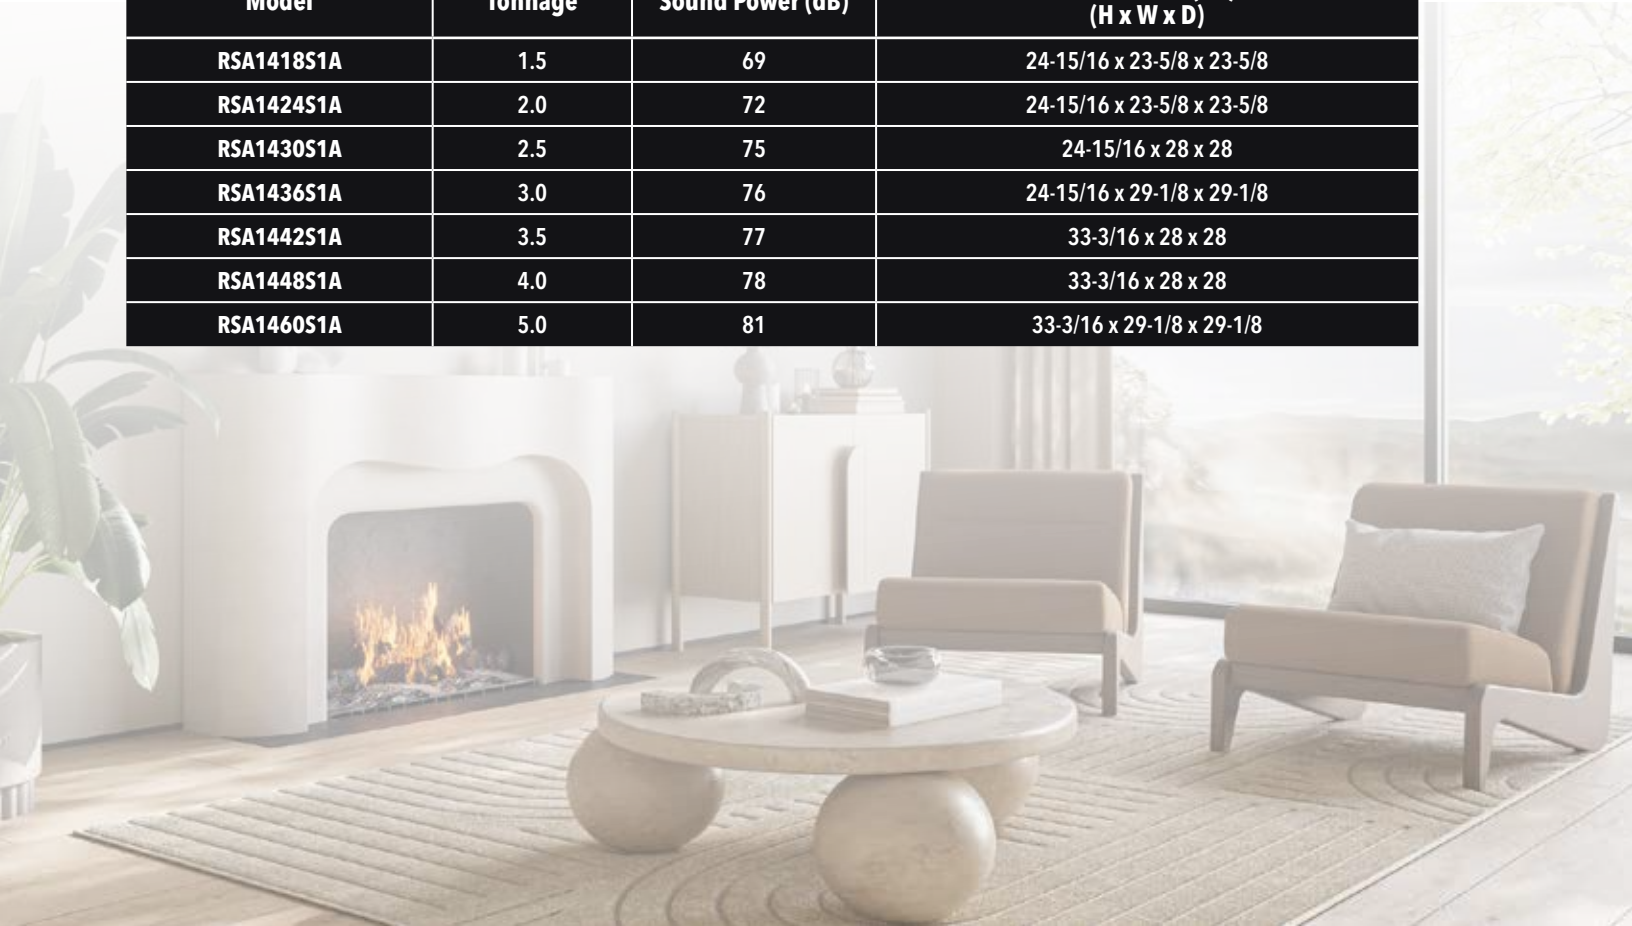 Model Tonnage Sound Power (dB)
(H x W x D)
RSA1418S1A 1.5 69 24-15/16 x 23-5/8 x 23-5/8
RSA1424S1A 2.0 72 24-15/16 x 23-5/8 x 23-5/8
RSA1430S1A 2.5 75 24-15/16 x 28 x 28
RSA1436S1A 3.0 76 24-15/16 x 29-1/8 x 29-1/8
RSA1442S1A 3.5 77 33-3/16 x 28 x 28
RSA1448S1A 4.0 78 33-3/16 x 28 x 28
RSA1460S1A 5.0 81 33-3/16 x 29-1/8 x 29-1/8